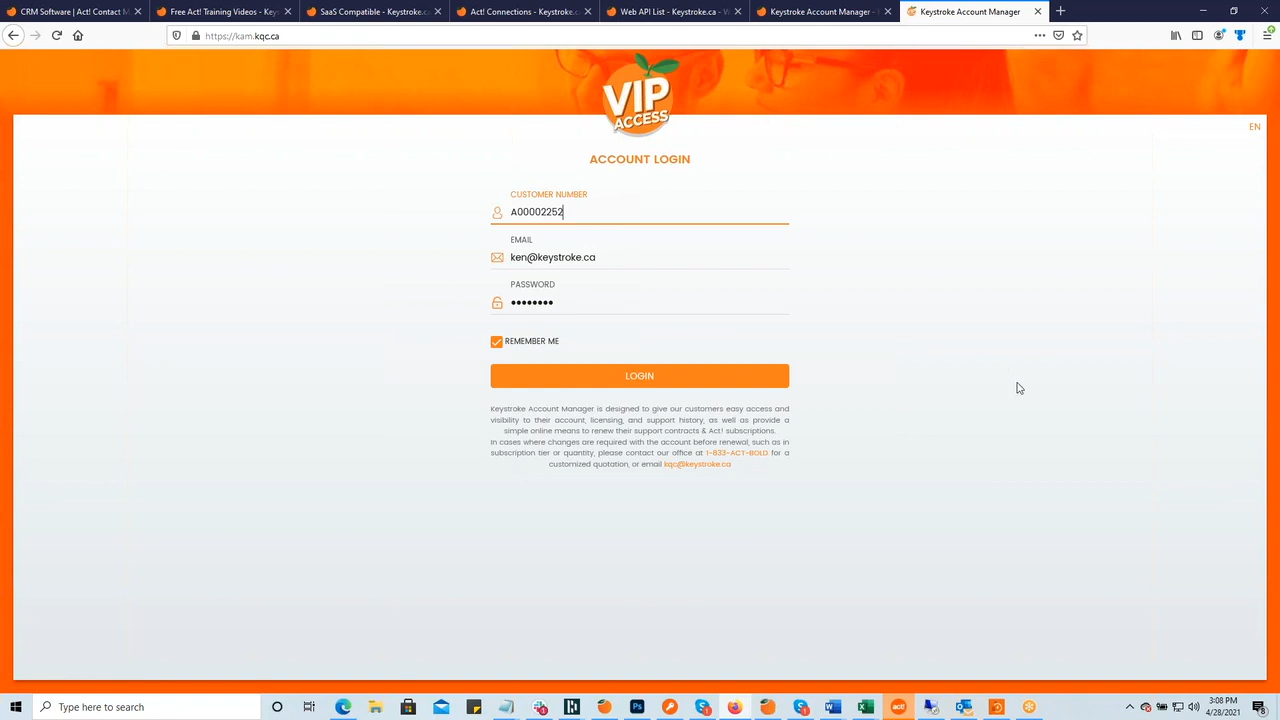 CRM Software | Act! Contact M
Free Act! Training Videos - Keys
SaaS Compatible - Keystroke.c
Act! Connections - Keystroke.c
Web API List - Keystroke.ca - W
Keystroke Account Manager -
Keystroke Account Manager
https://kam.kqc.ca
VIP
ACCESS
EN
ACCOUNT LOGIN
CUSTOMER NUMBER
A00002252
EMAIL
ken@keystroke.ca
PASSWORD
••••••••
REMEMBER ME
LOGIN
Keystroke Account Manager is designed to give our customers easy access and
visibility to their account, licensing, and support history, as well as provide a
simple online means to renew their support contracts & Act! subscriptions.
In cases where changes are required with the account before renewal, such as in
subscription tier or quantity, please contact our office at 1-833-ACT-BOLD for a
customized quotation, or email kqc@keystroke.ca
Type here to search
act!
3:08 PM
4/28/2021